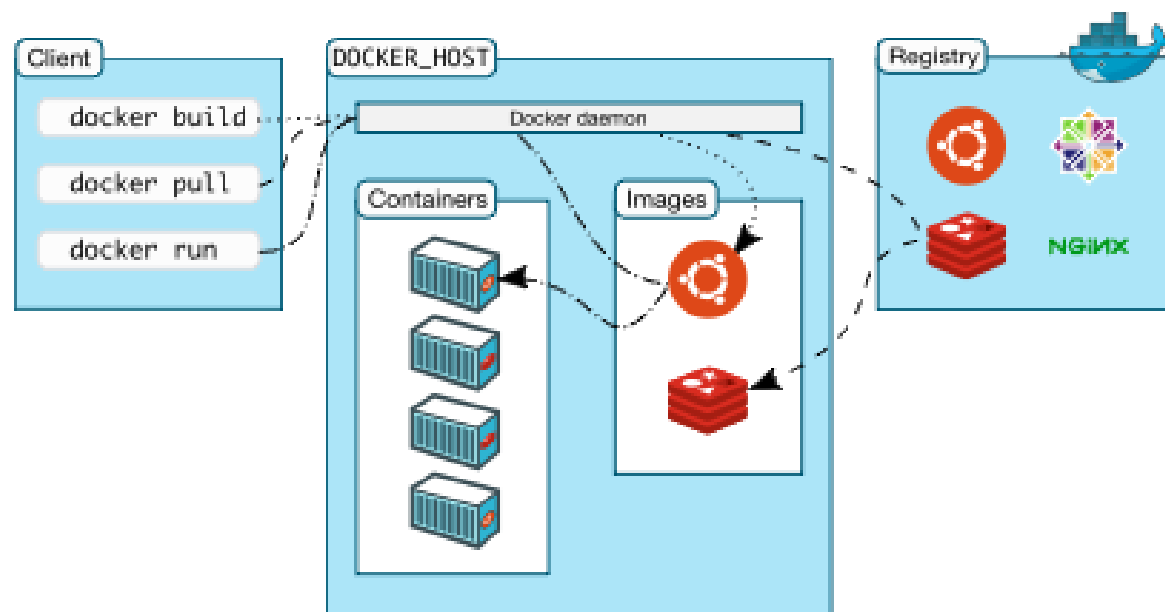 Client
docker build
docker pull
docker run
DOCKER_HOST
Docker daemon
Containers
Images
Registry
NGiNX